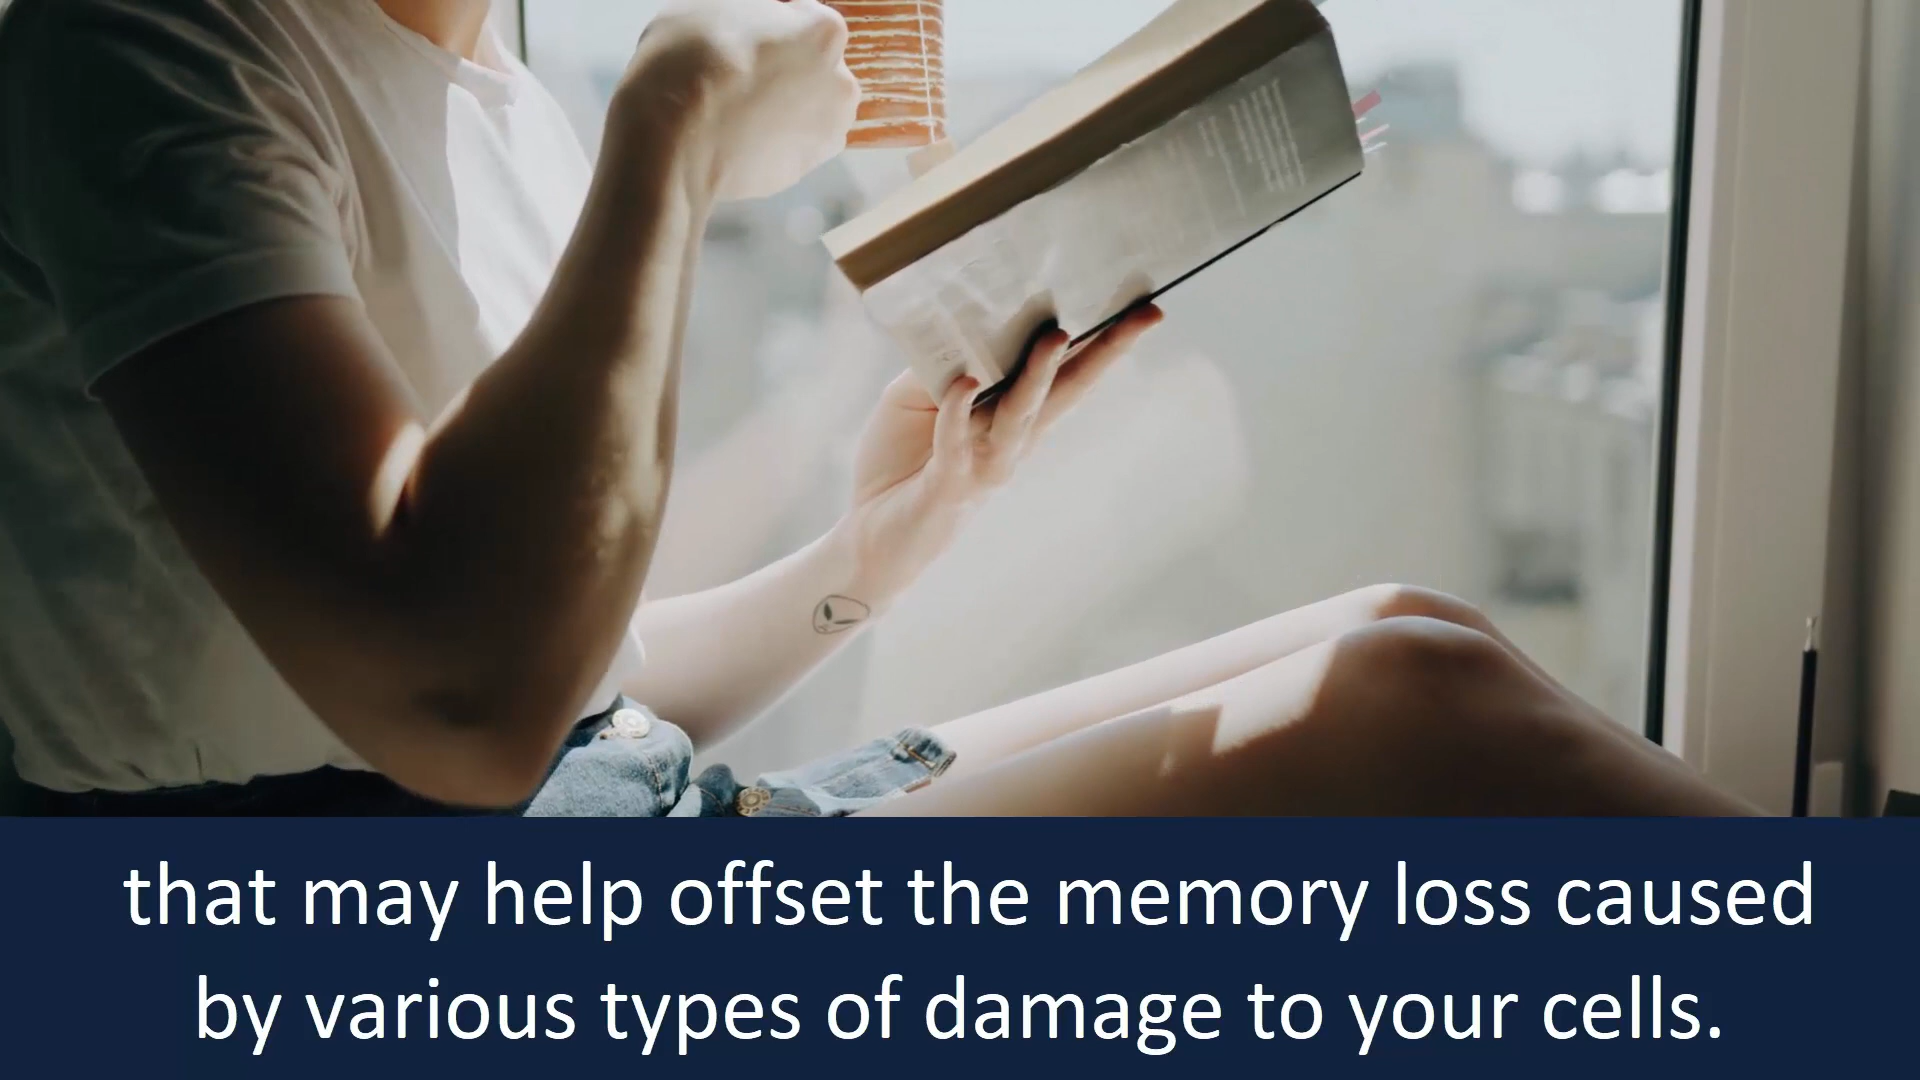 that may help offset the memory loss caused
by various types of damage to your cells.